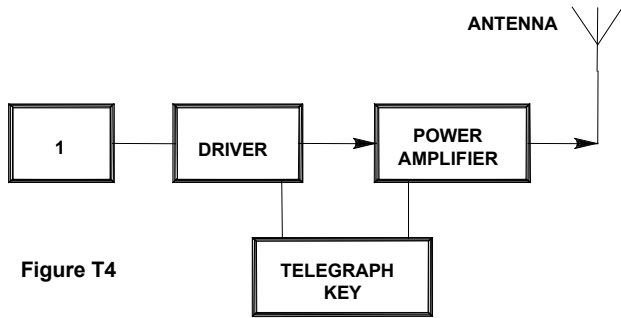 ANTENNA
1
DRIVER
POWER
AMPLIFIER
TELEGRAPH
KEY
Figure T4